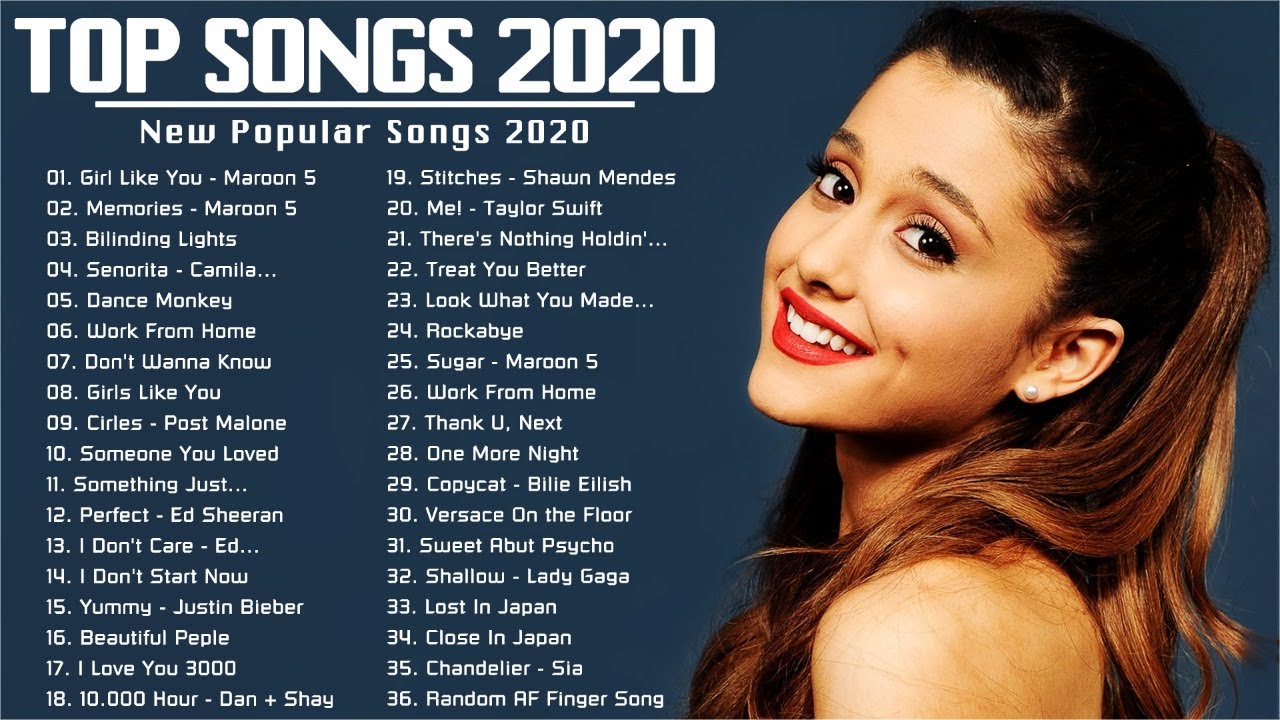 TOP SONGS 2020
New Popular Songs 2020
01. Girl Like You - Maroon 5
02. Memories - Maroon 5
03. Bilinding Lights
04. Senorita - Camila...
05. Dance Monkey
06. Work From Home
07. Don't Wanna Know
08. Girls Like You
09. Cirles - Post Malone
10. Someone You Loved
11. Something Just...
12. Perfect - Ed Sheeran
13. I Don't Care - Ed...
14. I Don't Start Now
15. Yummy - Justin Bieber
16. Beautiful Peple
17. I Love You 3000
18. 10.000 Hour - Dan + Shay
19. Stitches - Shawn Mendes
20. Me! - Taylor Swift
21. There's Nothing Holdin'...
22. Treat You Better
23. Look What You Made...
24. Rockabye
25. Sugar - Maroon 5
26. Work From Home
27. Thank U, Next
28. One More Night
29. Copycat - Bilie Eilish
30. Versace On the Floor
31. Sweet Abut Psycho
32. Shallow - Lady Gaga
33. Lost In Japan
34. Close In Japan
35. Chandelier - Sia
36. Random AF Finger Song